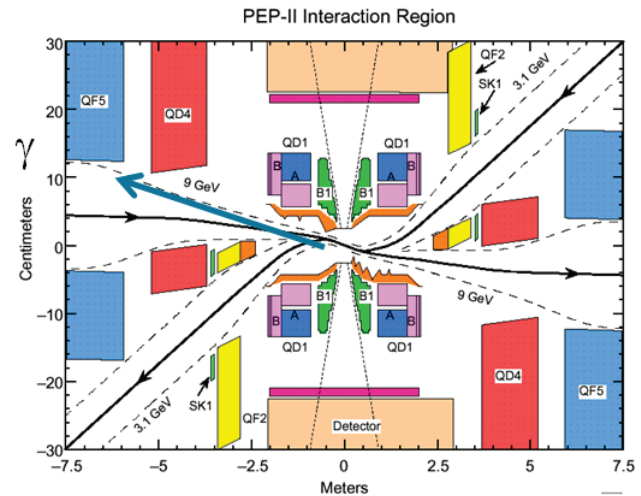 PEP-II Interaction Region
30
20
10
0
−10
−20
−30
Centimeters
γ
QF5
QD4
QF2
SK1
3.1 GeV
9 GeV
QD1
B
A
B1
B1
QD1
A
B
B
A
B1
B1
A
B
QD1
QD1
9 GeV
3.1 GeV
SK1
QF2
Detector
QD4
QF5
−7.5
−5
−2.5
0
2.5
5
7.5
Meters